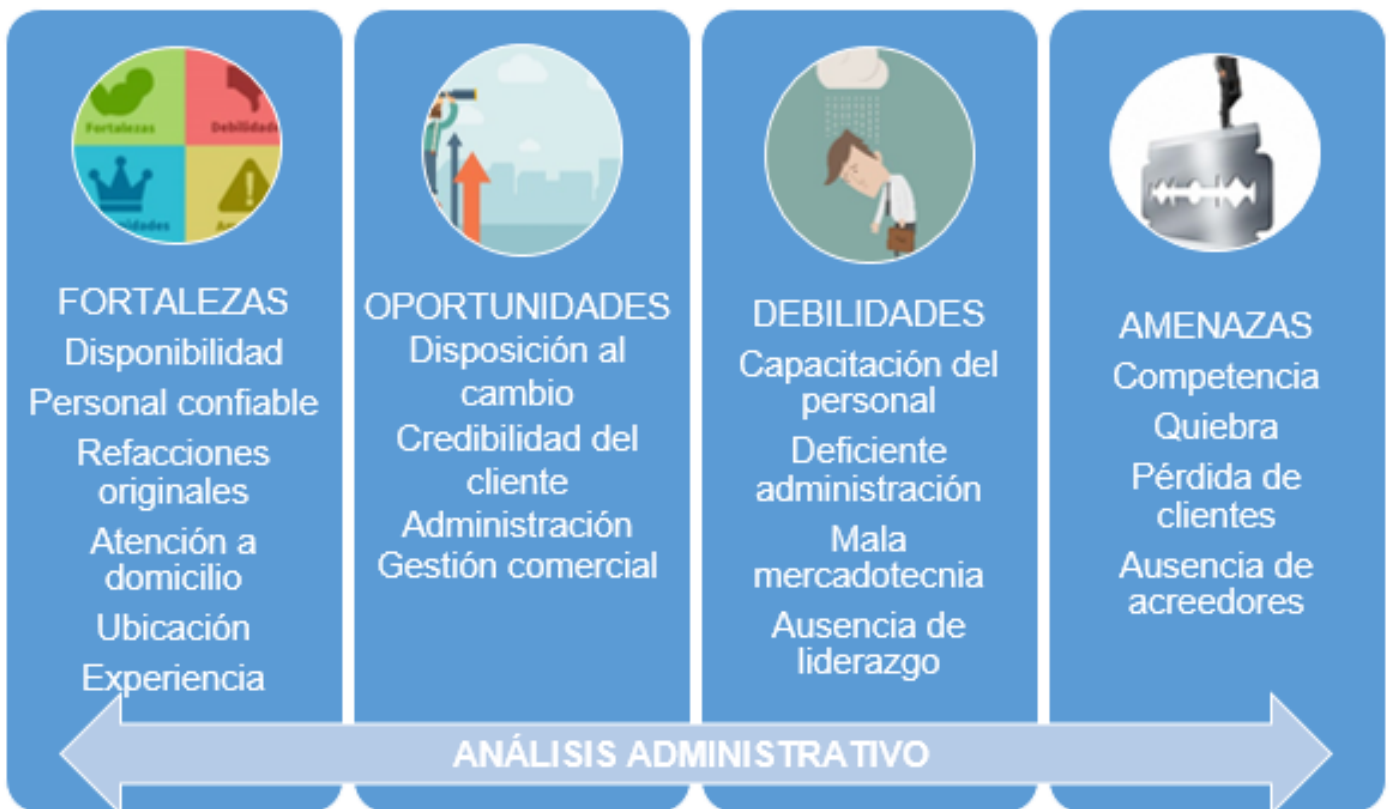 Fortalezas
FORTALEZAS
Disponibilidad
Personal confiable
Refacciones
originales
Atención a
domicilio
Ubicación
Experiencia
OPORTUNIDADES
Disposición al
cambio
Credibilidad del
cliente
Administración
Gestión comercial
DEBILIDADES
Capacitación del
personal
Deficiente
administración
Mala
mercadotecnia
Ausencia de
liderazgo
AMENAZAS
Competencia
Quiebra
Pérdida de
clientes
Ausencia de
acreedores
ANÁLISIS ADMINISTRATIVO